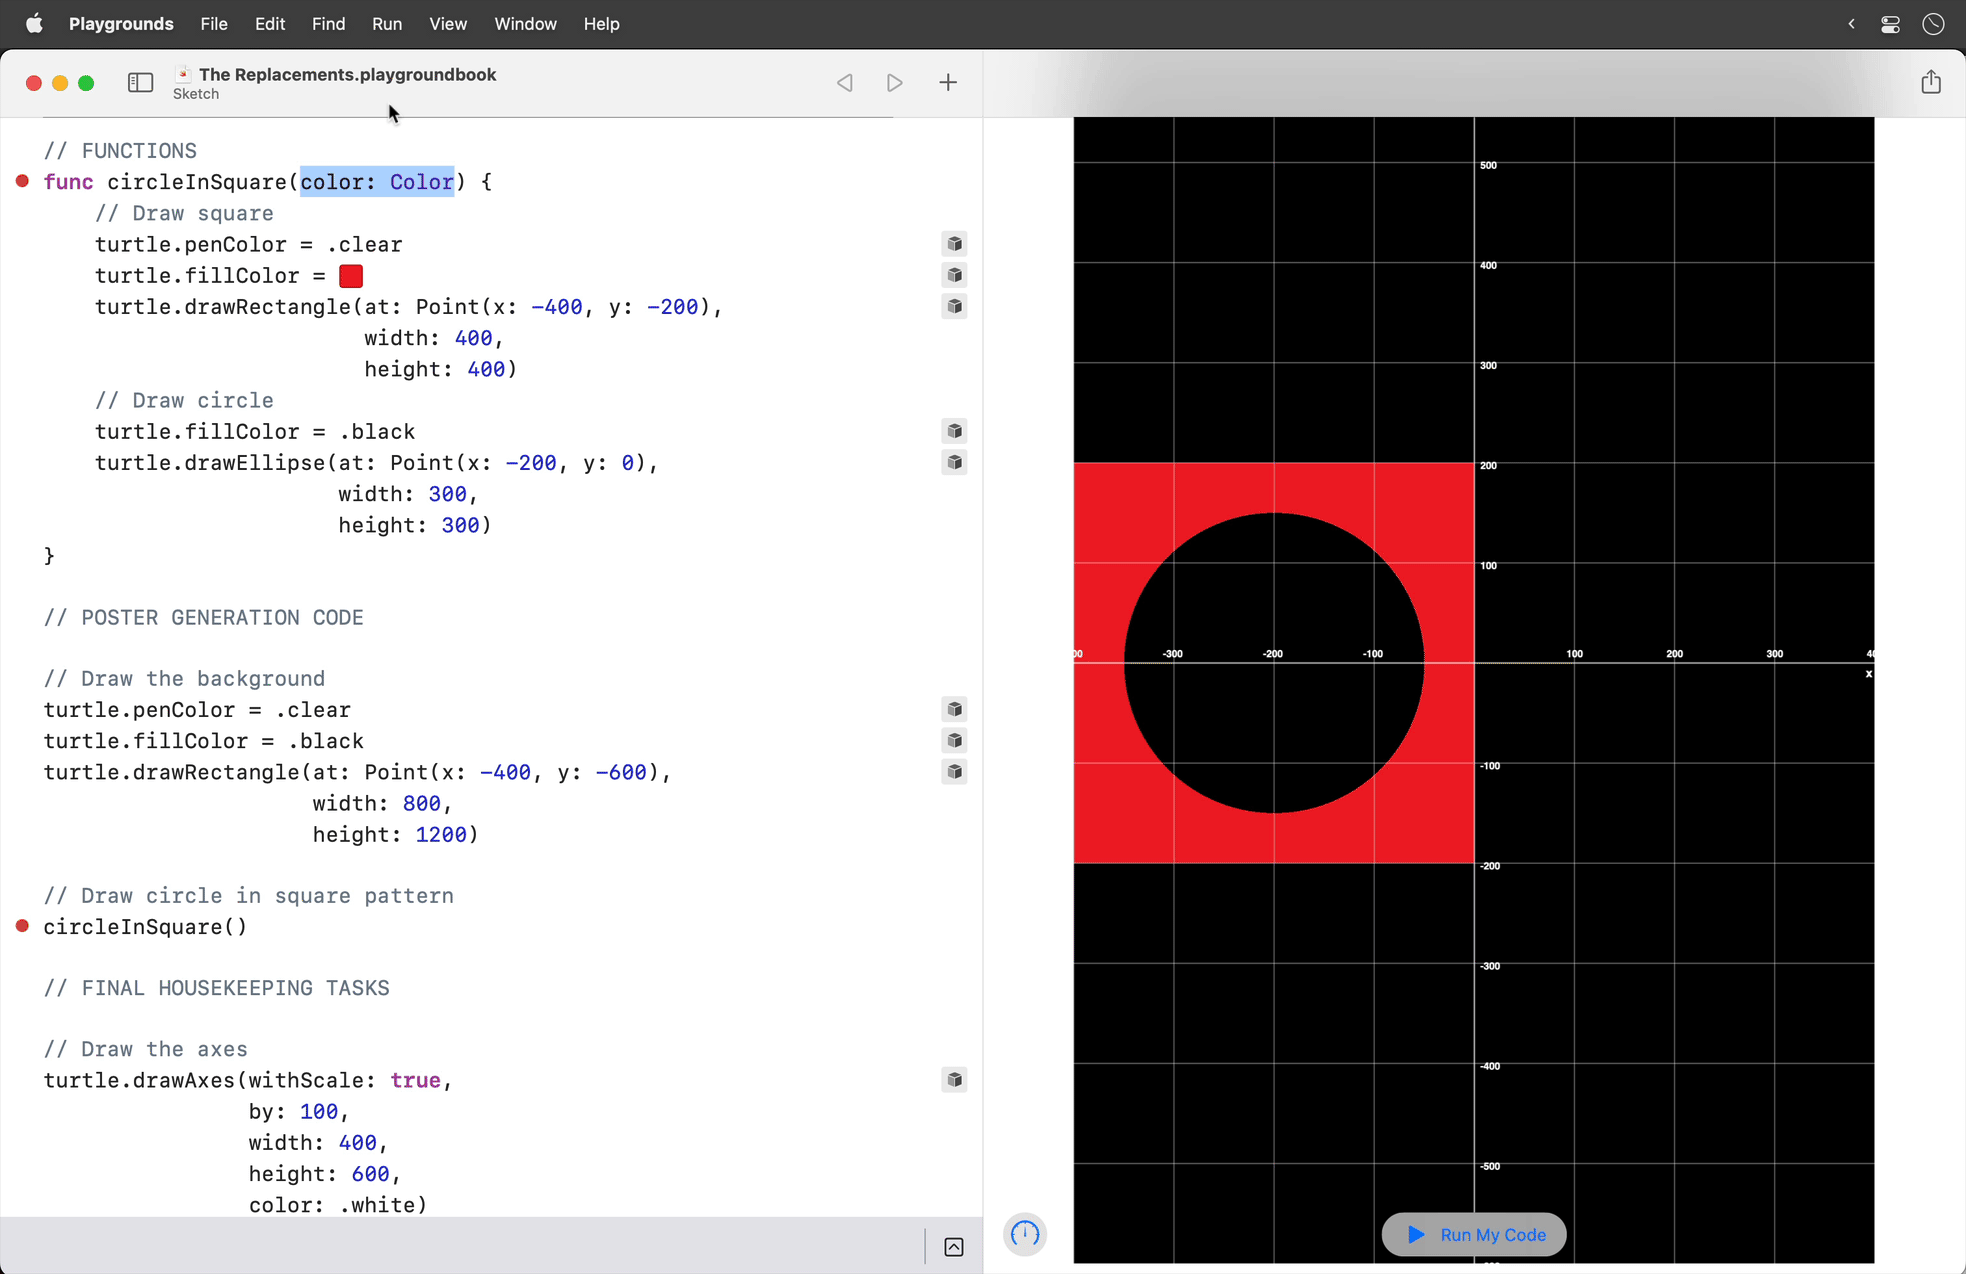 Playgrounds File Edit Find Run View Window Help
The Replacements.playgroundbook
Sketch
// FUNCTIONS
func circleInSquare(color: Color) {
// Draw square
turtle.penColor = .clear
turtle.fillColor =
turtle.drawRectangle(at: Point(x: -400, y: -200),
width: 400,
height: 400)
// Draw circle
turtle.fillColor = .black
turtle.drawEllipse(at: Point(x: -200, y: 0),
width: 300,
height: 300)
}
// POSTER GENERATION CODE
// Draw the background
turtle.penColor = .clear
turtle.fillColor = .black
turtle.drawRectangle(at: Point(x: -400, y: -600),
width: 800,
height: 1200)
// Draw circle in square pattern
circleInSquare()
// FINAL HOUSEKEEPING TASKS
// Draw the axes
turtle.drawAxes(withScale: true,
by: 100,
width: 400,
height: 600,
color: .white)
500
400
300
200
100
-300 -200 -100 100 200 300
x
-100
-200
-300
-400
-500
Run My Code